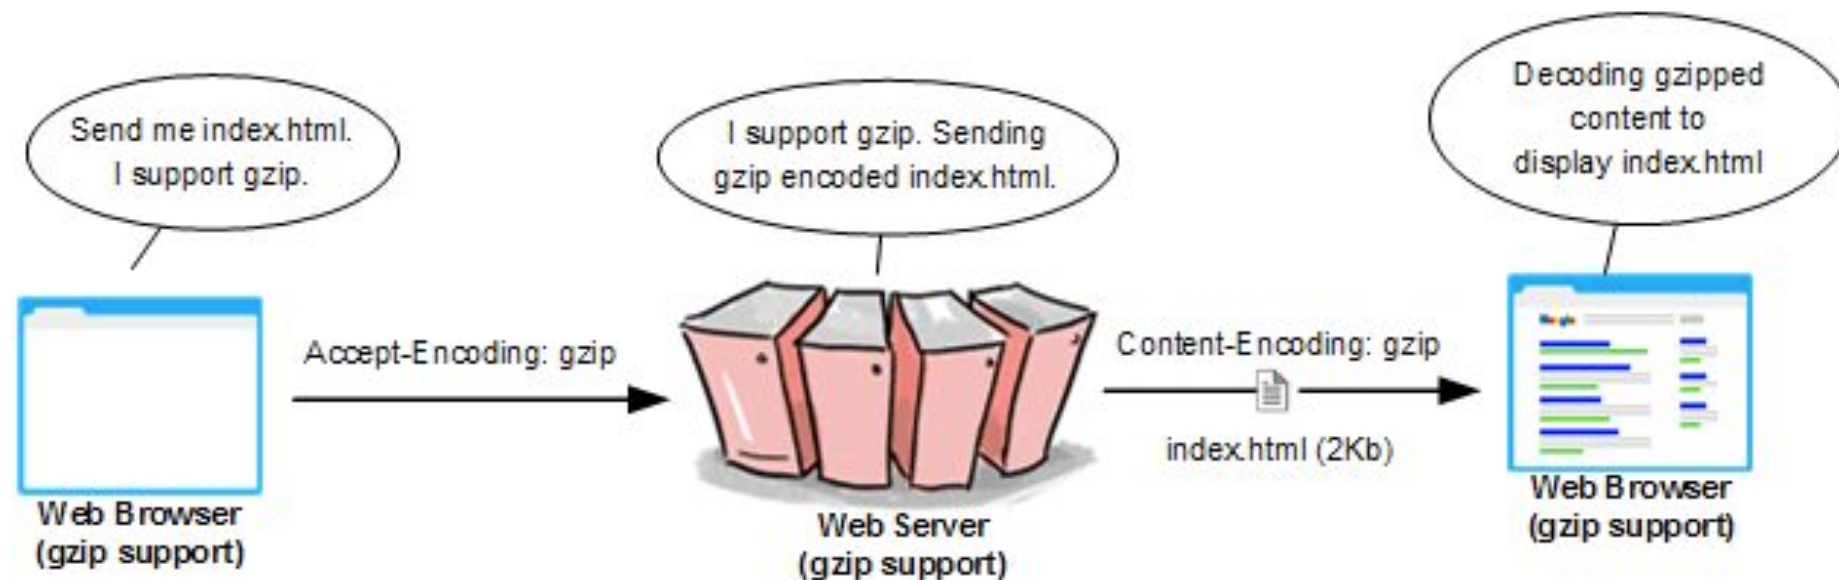 Send me index.html.
I support gzip.
I support gzip. Sending
gzip encoded index.html.
Decoding gzipped
content to
display index.html
Accept-Encoding: gzip
Content-Encoding: gzip
index.html (2Kb)
Web Browser
(gzip support)
Web Server
(gzip support)
Web Browser
(gzip support)